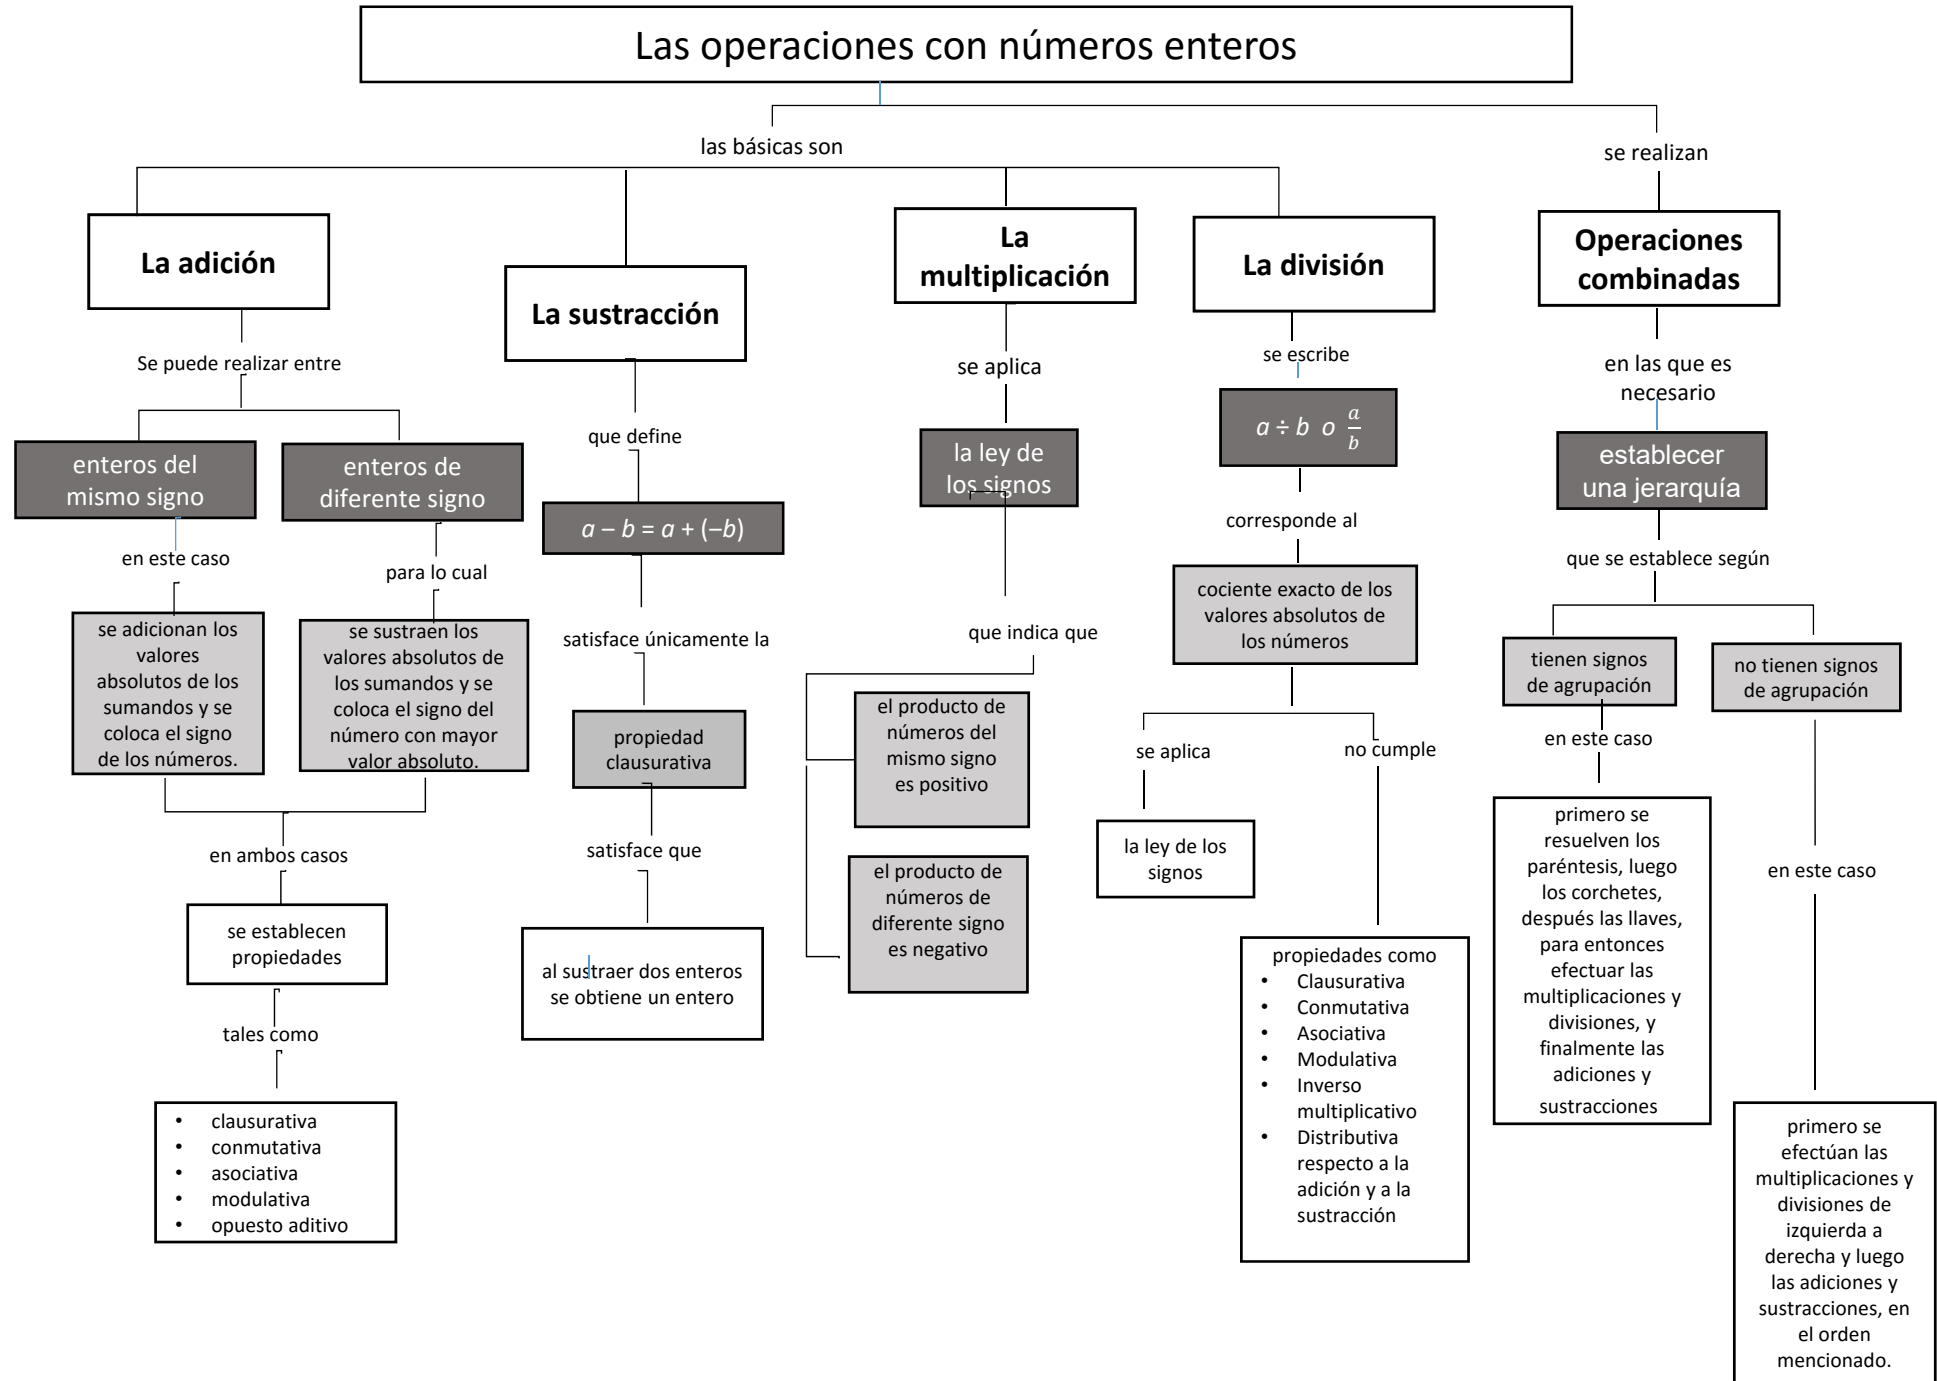 Las operaciones con números enteros
las básicas son
se realizan
La adición
La sustracción
La
multiplicación
La división
Operaciones
combinadas
Se puede realizar entre
enteros del
mismo signo
enteros de
diferente signo
en este caso
para lo cual
se adicionan los
valores
absolutos de los
sumandos y se
coloca el signo
de los números.
se sustraen los
valores absolutos de
los sumandos y se
coloca el signo del
número con mayor
valor absoluto.
en ambos casos
se establecen
propiedades
tales como
• clausurativa
• conmutativa
• asociativa
• modulativa
• opuesto aditivo
que define
a – b = a + (–b)
satisface únicamente la
propiedad
clausurativa
satisface que
al sustraer dos enteros
se obtiene un entero
se aplica
la ley de
los signos
que indica que
el producto de
números del
mismo signo
es positivo
el producto de
números de
diferente signo
es negativo
se escribe
a ÷ b o a/b
corresponde al
cociente exacto de los
valores absolutos de
los números
se aplica
la ley de los
signos
no cumple
propiedades como
• Clausurativa
• Conmutativa
• Asociativa
• Modulativa
• Inverso
multiplicativo
• Distributiva
respecto a la
adición y a la
sustracción
en las que es
necesario
establecer
una jerarquía
que se establece según
tienen signos
de agrupación
en este caso
primero se
resuelven los
paréntesis, luego
los corchetes,
después las llaves,
para entonces
efectuar las
multiplicaciones y
divisiones, y
finalmente las
adiciones y
sustracciones
no tienen signos
de agrupación
en este caso
primero se
efectúan las
multiplicaciones y
divisiones de
izquierda a
derecha y luego
las adiciones y
sustracciones, en
el orden
mencionado.